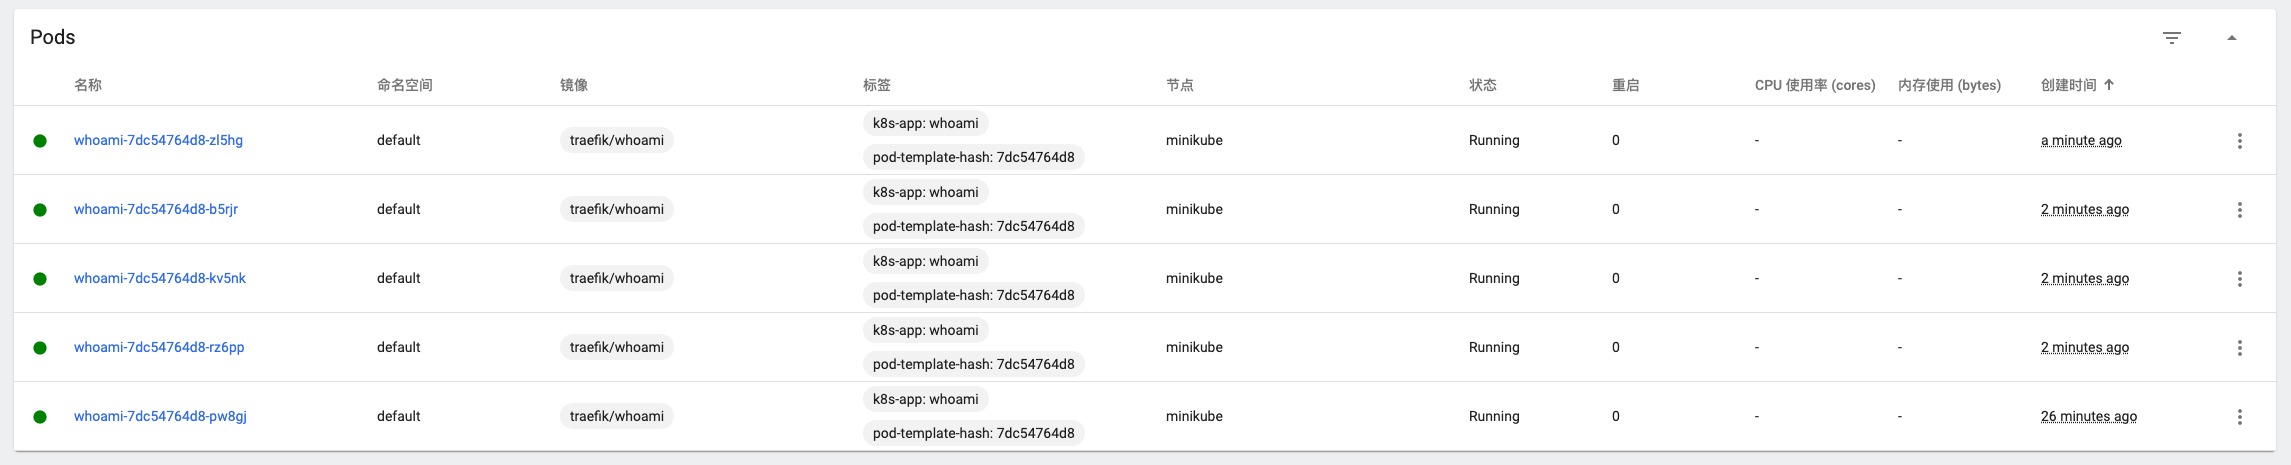 Pods
名称 命名空间 镜像 标签 节点 状态 重启 CPU 使用率 (cores) 内存使用 (bytes) 创建时间
k8s-app: whoami
whoami-7dc54764d8-zl5hg default traefik/whoami minikube Running 0 - - a minute ago
pod-template-hash: 7dc54764d8
k8s-app: whoami
whoami-7dc54764d8-b5rjr default traefik/whoami minikube Running 0 - - 2 minutes ago
pod-template-hash: 7dc54764d8
k8s-app: whoami
whoami-7dc54764d8-kv5nk default traefik/whoami minikube Running 0 - - 2 minutes ago
pod-template-hash: 7dc54764d8
k8s-app: whoami
whoami-7dc54764d8-rz6pp default traefik/whoami minikube Running 0 - - 2 minutes ago
pod-template-hash: 7dc54764d8
k8s-app: whoami
whoami-7dc54764d8-pw8gj default traefik/whoami minikube Running 0 - - 26 minutes ago
pod-template-hash: 7dc54764d8